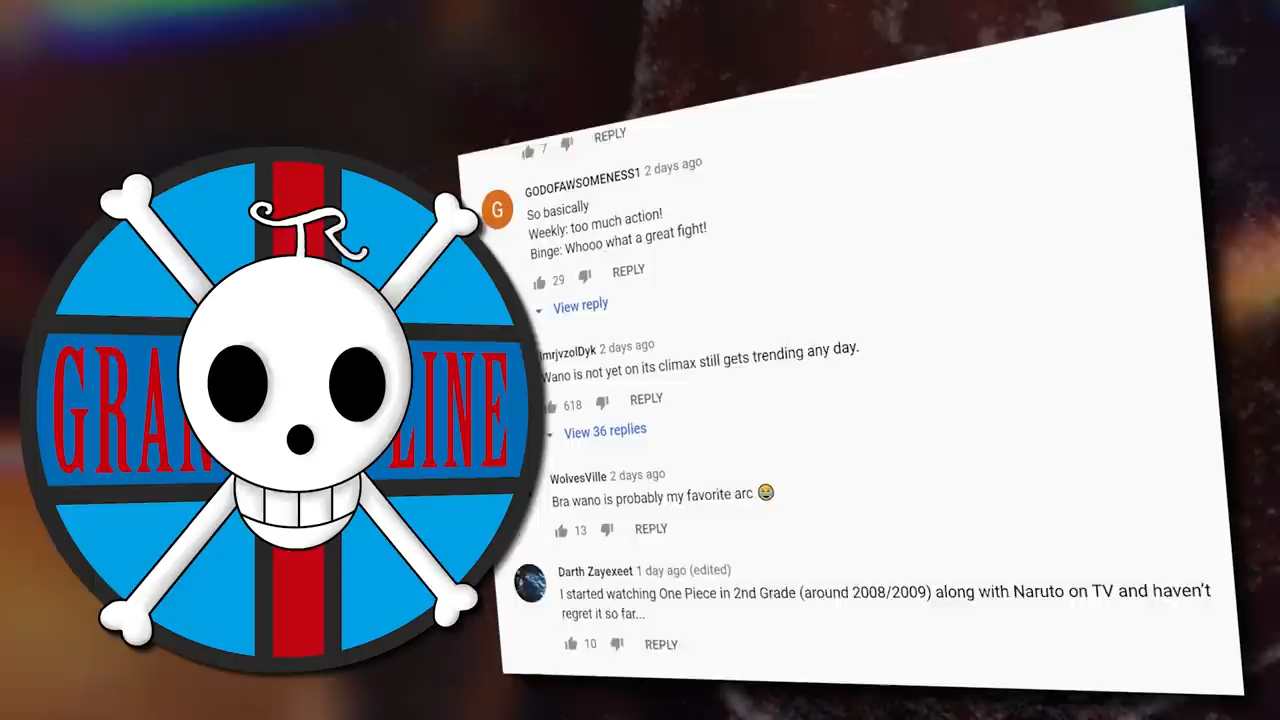 TR
GRAN
LINE
7 REPLY
G
GODOFAWSOMENESS1 2 days ago
So basically
Weekly: too much action!
Binge: Whooo what a great fight!
29 REPLY
View reply
ImrjvzolDyk 2 days ago
Wano is not yet on its climax still gets trending any day.
618 REPLY
View 36 replies
WolvesVille 2 days ago
Bra wano is probably my favorite arc 😂
13 REPLY
Darth Zayexeet 1 day ago (edited)
I started watching One Piece in 2nd Grade (around 2008/2009) along with Naruto on TV and haven't
regret it so far...
10 REPLY